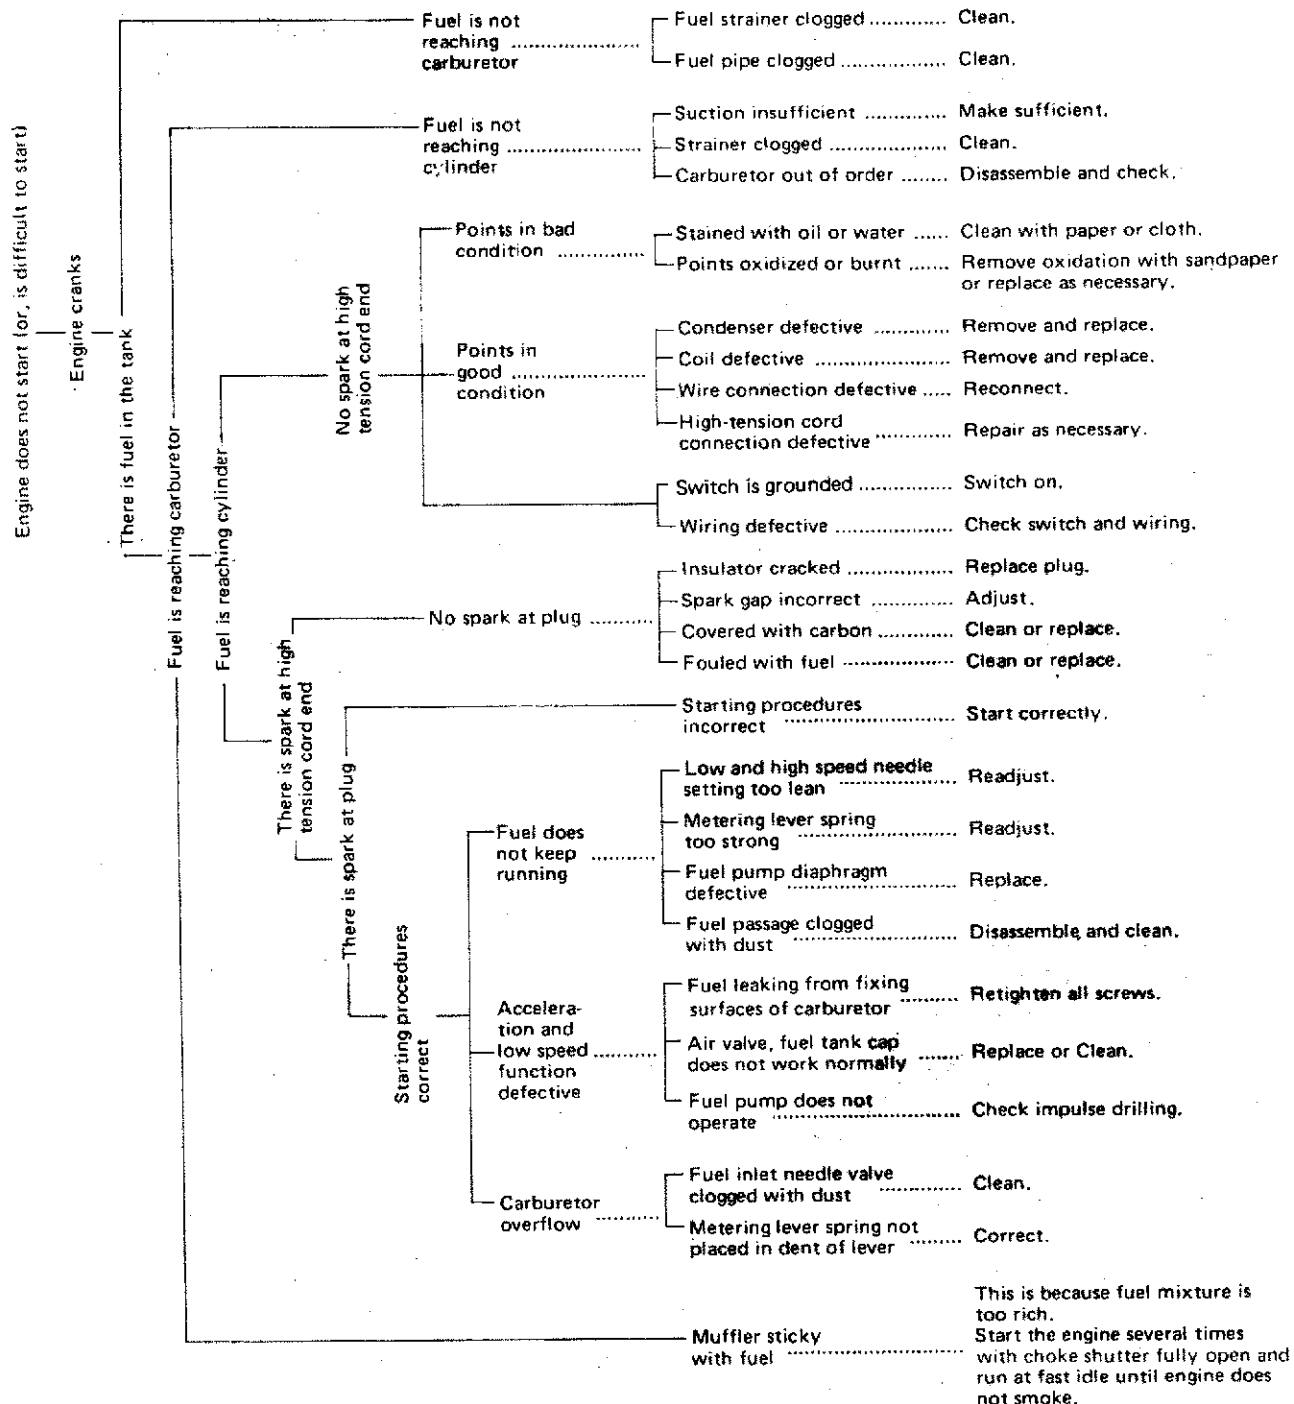 Engine does not start (or, is difficult to start)
Engine cranks
There is fuel in the tank
Fuel is not
reaching
carburetor
Fuel strainer clogged ............. Clean.
Fuel pipe clogged .................. Clean.
Fuel is reaching carburetor
Fuel is not
reaching
cylinder
Suction insufficient .............. Make sufficient.
Strainer clogged .................... Clean.
Carburetor out of order ........ Disassemble and check.
Fuel is reaching cylinder
No spark at high
tension cord end
Points in bad
condition
Stained with oil or water ...... Clean with paper or cloth.
Points oxidized or burnt ....... Remove oxidation with sandpaper
or replace as necessary.
Points in
good
condition
Condenser defective ............. Remove and replace.
Coil defective ....................... Remove and replace.
Wire connection defective ..... Reconnect.
High-tension cord
connection defective ............ Repair as necessary.
Switch is grounded ................ Switch on.
Wiring defective .................... Check switch and wiring.
There is spark at high
tension cord end
No spark at plug
Insulator cracked .................. Replace plug.
Spark gap incorrect .............. Adjust.
Covered with carbon ............. Clean or replace.
Fouled with fuel ................... Clean or replace.
There is spark at plug
Starting procedures
incorrect ............................ Start correctly.
Starting procedures
correct
Fuel does
not keep
running
Low and high speed needle
setting too lean ................... Readjust.
Metering lever spring
too strong .......................... Readjust.
Fuel pump diaphragm
defective ............................ Replace.
Fuel passage clogged
with dust ........................... Disassemble and clean.
Accelera-
tion and
low speed
function
defective
Fuel leaking from fixing
surfaces of carburetor .......... Retighten all screws.
Air valve, fuel tank cap
does not work normally ...... Replace or Clean.
Fuel pump does not
operate .............................. Check impulse drilling.
Carburetor
overflow
Fuel inlet needle valve
clogged with dust ................ Clean.
Metering lever spring not
placed in dent of lever ......... Correct.
Muffler sticky
with fuel
This is because fuel mixture is
too rich.
Start the engine several times
with choke shutter fully open and
run at fast idle until engine does
not smoke.